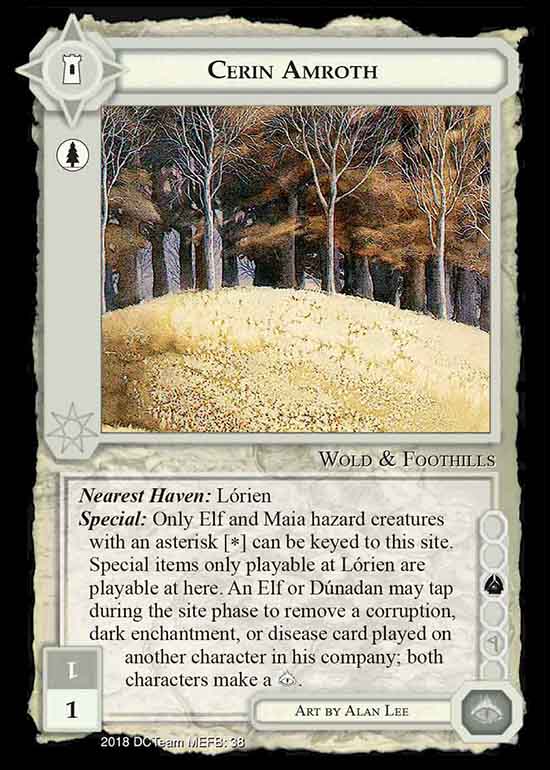 Cerin Amroth
Wold & Foothills
Nearest Haven: Lórien
Special: Only Elf and Maia hazard creatures
with an asterisk [*] can be keyed to this site.
Special items only playable at Lórien are
playable at here. An Elf or Dúnadan may tap
during the site phase to remove a corruption,
dark enchantment, or disease card played on
another character in his company; both
characters make a .
1
1
Art by Alan Lee
2018 DCTeam MEFB: 38